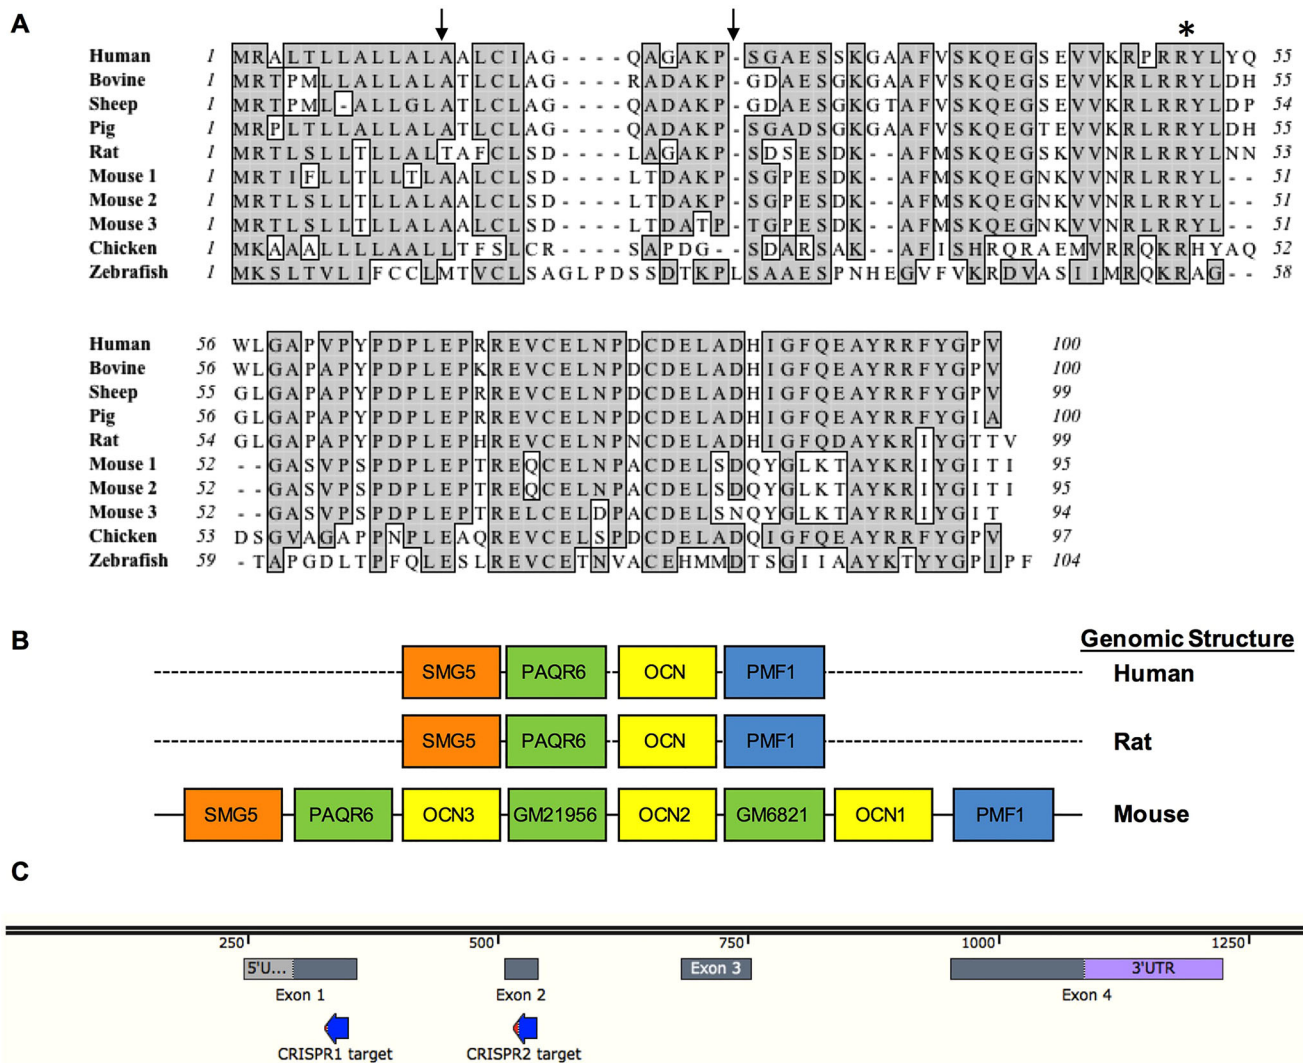 A
*
Human 1 MRALTLLALLALAALCIAG----QAGAKP-SGAESSKGAAFVSKQEGSEVVKRPRRYLYQ 55
Bovine 1 MRTPMLLALLALATLCLAG----RADAKP-GDAESGKGAAFVSKQEGSEVVKRLRRYLDH 55
Sheep 1 MRTPML-ALLGLATLCLAG----QADAKP-GDAESGKGTAFVSKQEGSEVVKRLRRYLDP 54
Pig 1 MRPLTLLALLALATLCLAG----QADAKP-SGADSGKGAAFVSKQEGTEVVKRLRRYLDH 55
Rat 1 MRTLSLLTLLALTAFCLSD----LAGAKP-SDSESDK--AFMSKQEGSKVVNRLRRYLNN 53
Mouse 1 1 MRTIFLLTLLTLAALCLSD----LTDAKP-SGPESDK--AFMSKQEGNKVVNRLRRYL-- 51
Mouse 2 1 MRTLSLLTLLALAALCLSD----LTDAKP-SGPESDK--AFMSKQEGNKVVNRLRRYL-- 51
Mouse 3 1 MRTLSLLTLLALAALCLSD----LTDATP-TGPESDK--AFMSKQEGNKVVNRLRRYL-- 51
Chicken 1 MKAAALLLLAALLTFSLCR----SAPDG--SDARSAK--AFISHRQRAEMVRRQKRHYAQ 52
Zebrafish 1 MKSLTVLIFCCLMTVCLSAGLPDSSDTKPLSAAESPNHEGVFVKRDVASIIMRQKRAG-- 58
Human 56 WLGAPVPYPDPLEPRREVCELNPDCDELADHIGFQEAYRRFYGPV 100
Bovine 56 WLGAPAPYPDPLEPKREVCELNPDCDELADHIGFQEAYRRFYGPV 100
Sheep 55 GLGAPAPYPDPLEPRREVCELNPDCDELADHIGFQEAYRRFYGPV 99
Pig 56 GLGAPAPYPDPLEPRREVCELNPDCDELADHIGFQEAYRRFYGIA 100
Rat 54 GLGAPAPYPDPLEPHREVCELNPNCDELADHIGFQDAYKRIYGTTV 99
Mouse 1 52 --GASVPSPDPLEPTREQCELNPACDELSDQYGLKTAYKRIYGITI 95
Mouse 2 52 --GASVPSPDPLEPTREQCELNPACDELSDQYGLKTAYKRIYGITI 95
Mouse 3 52 --GASVPSPDPLEPTRELCELDPACDELSNQYGLKTAYKRIYGIT 94
Chicken 53 DSGVAGAPPNPLEAQREVCELSPDCDELADQIGFQEAYRRFYGPV 97
Zebrafish 59 -TAPGDLTPFQLESLREVCETNVACEHMMDTSGIIAAYKTYYGPIPF 104
B
Genomic Structure
SMG5 PAQR6 OCN PMF1 Human
SMG5 PAQR6 OCN PMF1 Rat
SMG5 PAQR6 OCN3 GM21956 OCN2 GM6821 OCN1 PMF1 Mouse
C
250 500 750 1000 1250
5'U... Exon 3 3'UTR
Exon 1 Exon 2 Exon 4
CRISPR1 target CRISPR2 target